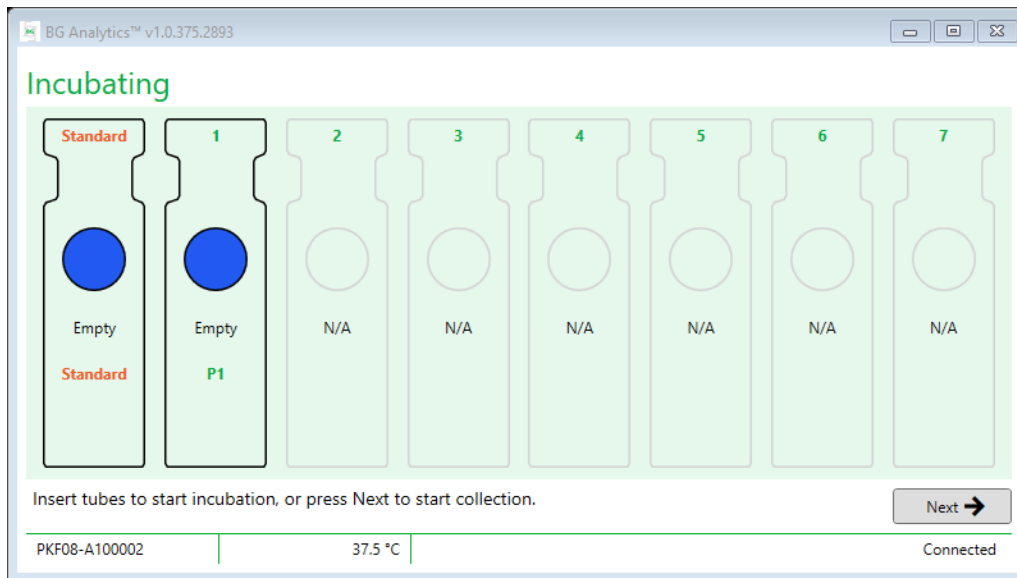 BG Analytics™ v1.0.375.2893
Incubating
Standard 1 2 3 4 5 6 7
Empty Empty N/A N/A N/A N/A N/A N/A
Standard P1
Insert tubes to start incubation, or press Next to start collection.
Next
PKF08-A100002 37.5 °C Connected